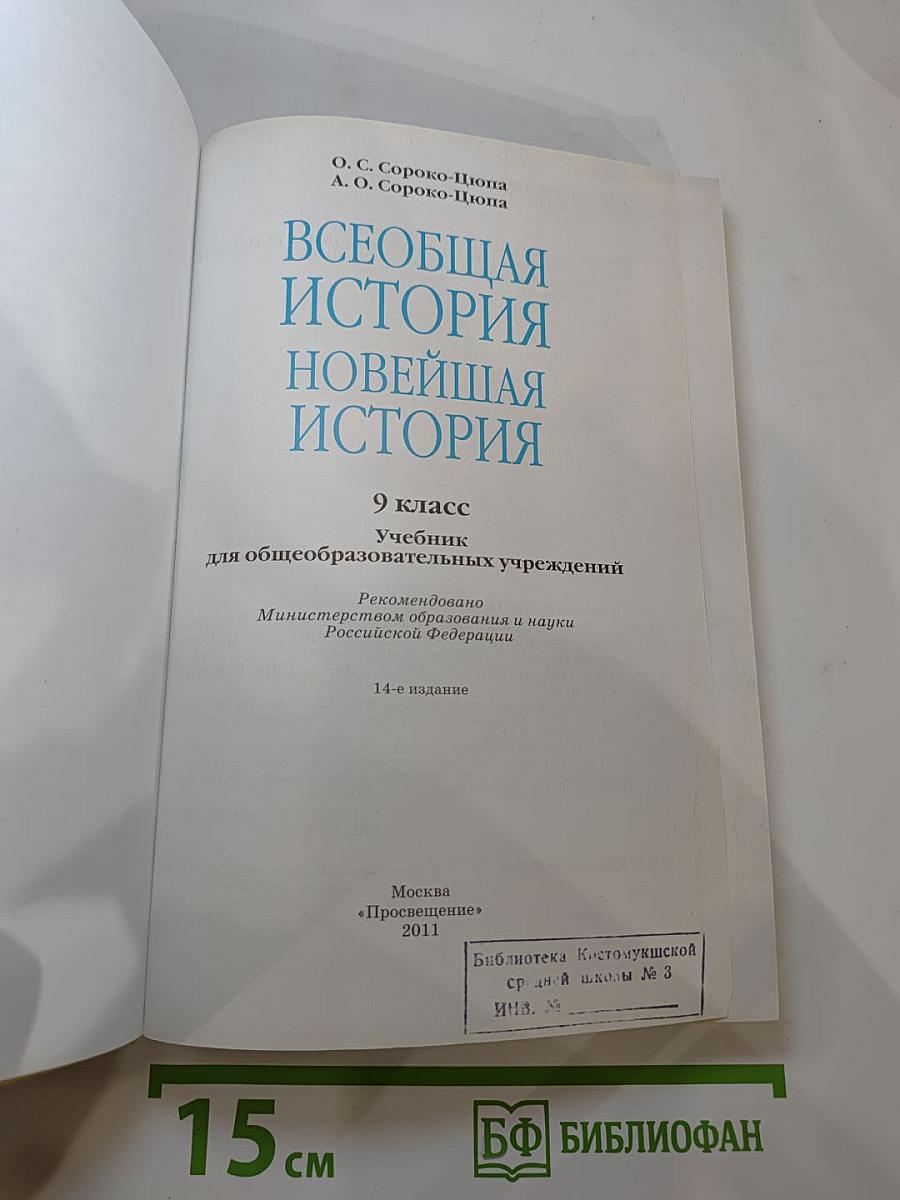 О. С. Сороко-Цюпа
А. О. Сороко-Цюпа
ВСЕОБЩАЯ
ИСТОРИЯ
НОВЕЙШАЯ
ИСТОРИЯ
9 класс
Учебник
для общеобразовательных учреждений
Рекомендовано
Министерством образования и науки
Российской Федерации
14-е издание
Москва
«Просвещение»
2011
Библиотека Костомукшской
средней школы № 3
ИНВ. №
15 см
БФ БИБЛИОФАН